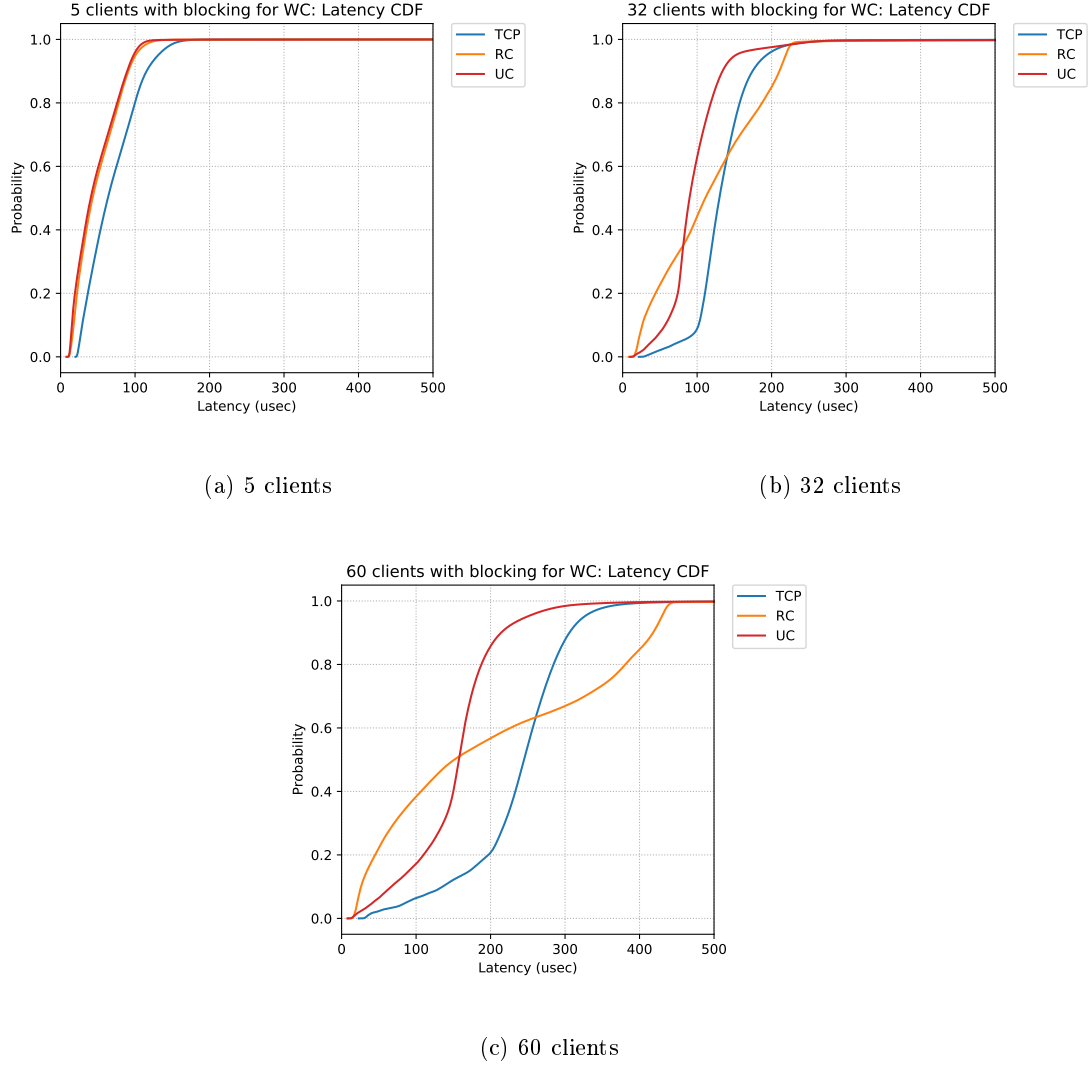 5 clients with blocking for WC: Latency CDF
1.0
0.8
0.6
0.4
0.2
0.0
Probability
0 100 200 300 400 500
Latency (usec)
TCP
RC
UC
(a) 5 clients
32 clients with blocking for WC: Latency CDF
1.0
0.8
0.6
0.4
0.2
0.0
Probability
0 100 200 300 400 500
Latency (usec)
TCP
RC
UC
(b) 32 clients
60 clients with blocking for WC: Latency CDF
1.0
0.8
0.6
0.4
0.2
0.0
Probability
0 100 200 300 400 500
Latency (usec)
TCP
RC
UC
(c) 60 clients